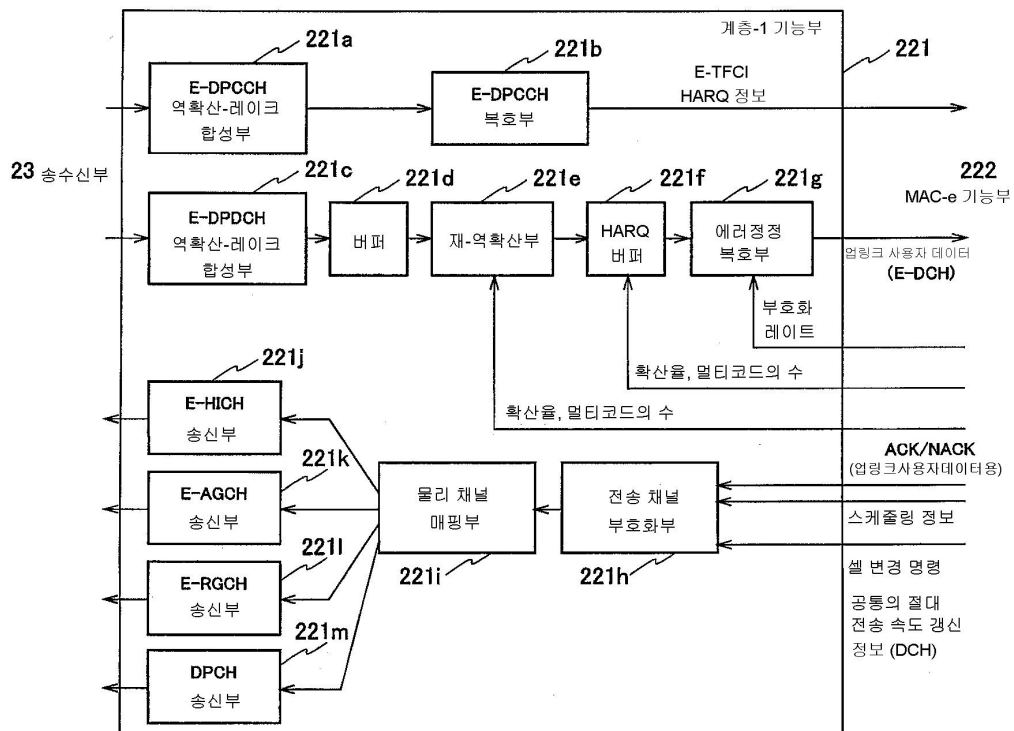 계층-1 기능부
221a
221b
221
E-DPCCH
역확산-레이크
합성부
E-DPCCH
복호부
E-TFCI
HARQ 정보
23 송수신부
221c
221d
221e
221f
221g
222
MAC-e 기능부
E-DPDCH
역확산-레이크
합성부
버퍼
재-역확산부
HARQ
버퍼
에러정정
복호부
업링크 사용자 데이터
(E-DCH)
부호화
레이트
확산율, 멀티코드의 수
확산율, 멀티코드의 수
221j
E-HICH
송신부
221k
E-AGCH
송신부
221l
E-RGCH
송신부
221m
DPCH
송신부
물리 채널
매핑부
221i
전송 채널
부호화부
221h
ACK/NACK
(업링크사용자데이터용)
스케줄링 정보
셀 변경 명령
공통의 절대
전송 속도 갱신
정보 (DCH)